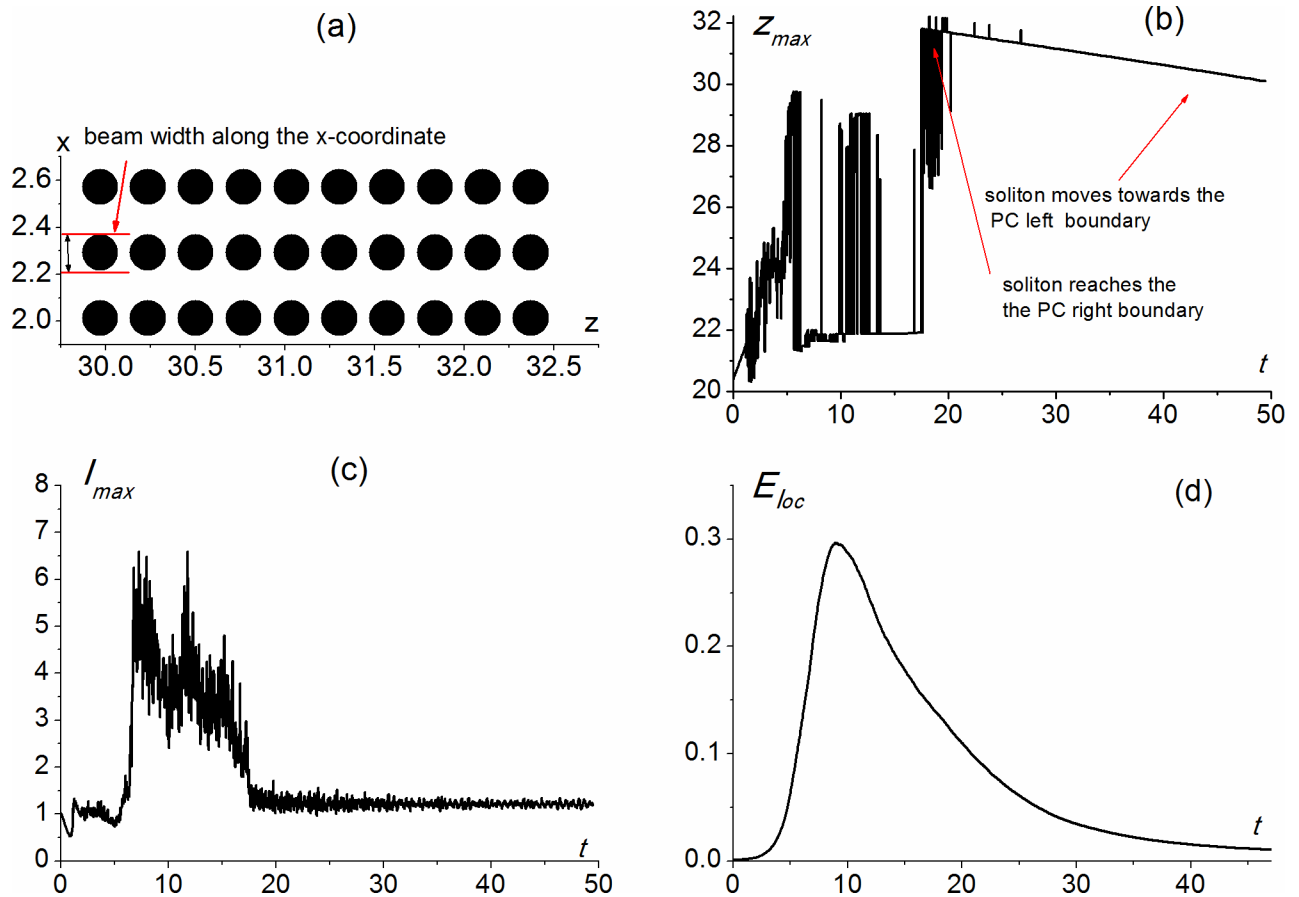 (a)
beam width along the x-coordinate
x
2.6
2.4
2.2
2.0
z
30.0 30.5 31.0 31.5 32.0 32.5
(b)
z max
32
30
28
26
24
22
20
soliton moves towards the
PC left boundary
soliton reaches the
the PC right boundary
t
0 10 20 30 40 50
(c)
I max
8
7
6
5
4
3
2
1
0
t
0 10 20 30 40 50
(d)
E loc
0.3
0.2
0.1
0.0
t
0 10 20 30 40